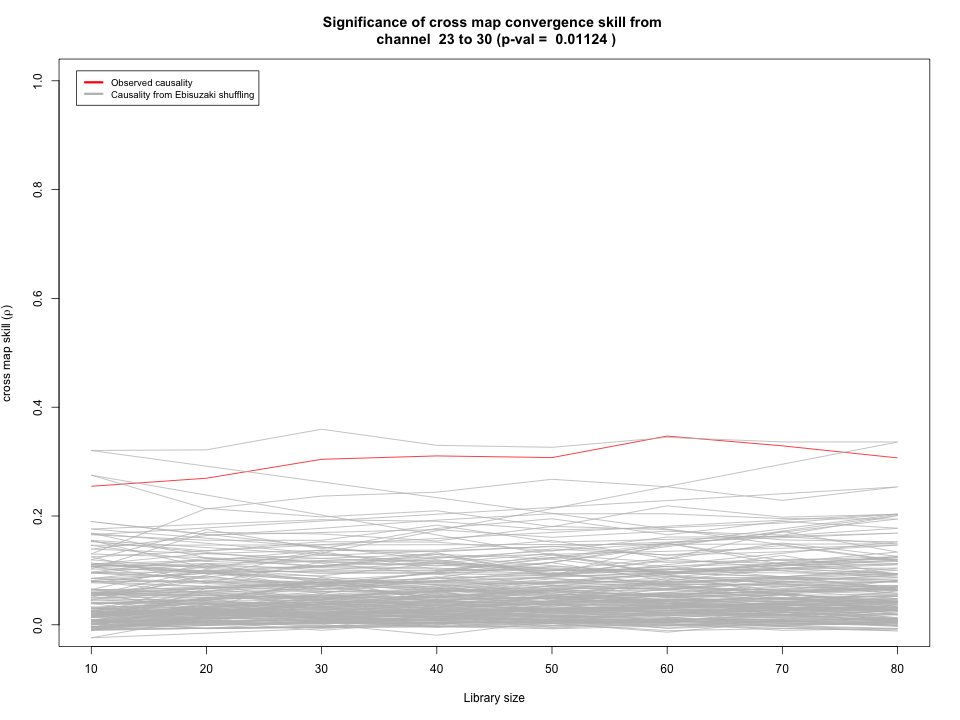 Significance of cross map convergence skill from
channel  23 to 30 (p-val =  0.01124 )
Observed causality
Causality from Ebisuzaki shuffling
1.0
0.8
0.6
0.4
0.2
0.0
cross map skill (ρ)
10 20 30 40 50 60 70 80
Library size